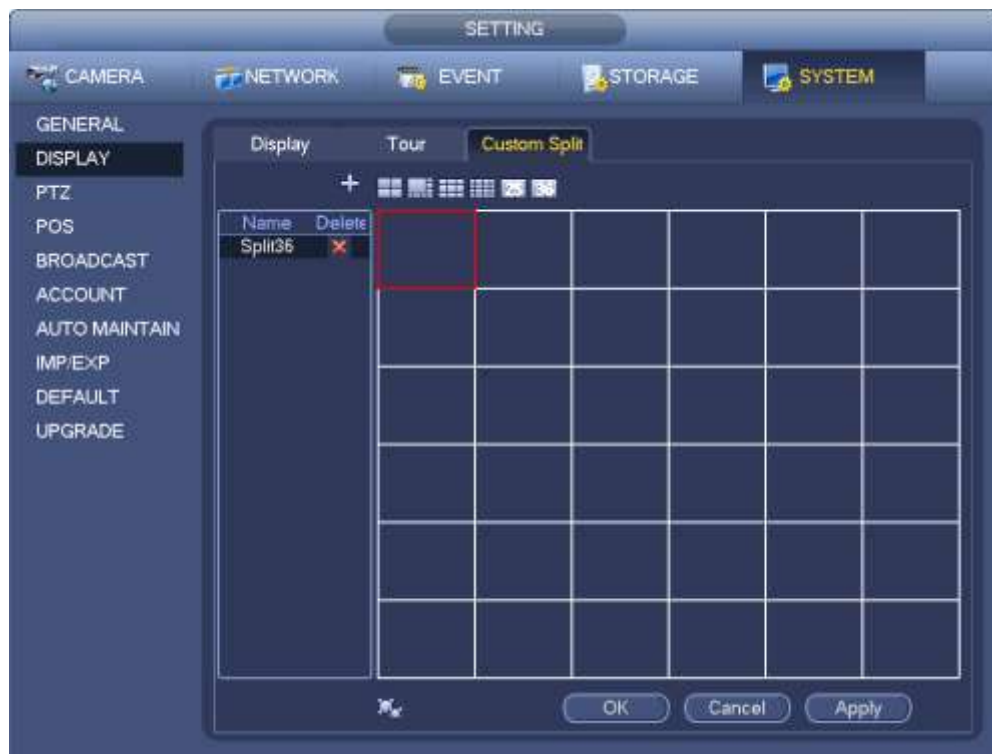 SETTING
CAMERA NETWORK EVENT STORAGE SYSTEM
GENERAL
DISPLAY
PTZ
POS
BROADCAST
ACCOUNT
AUTO MAINTAIN
IMP/EXP
DEFAULT
UPGRADE
Display Tour Custom Split
+ 25 36
Name Delete
Split36
OK Cancel Apply